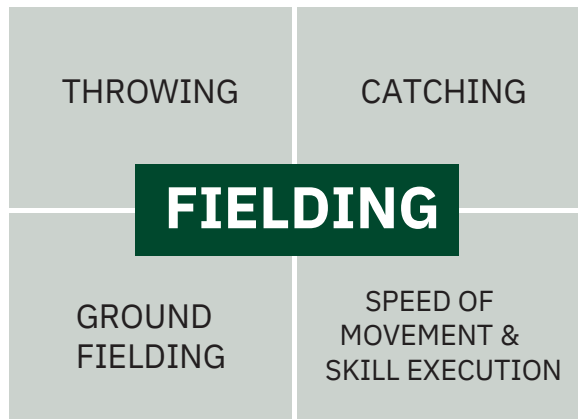 THROWING
CATCHING
FIELDING
GROUND
FIELDING
SPEED OF
MOVEMENT &
SKILL EXECUTION